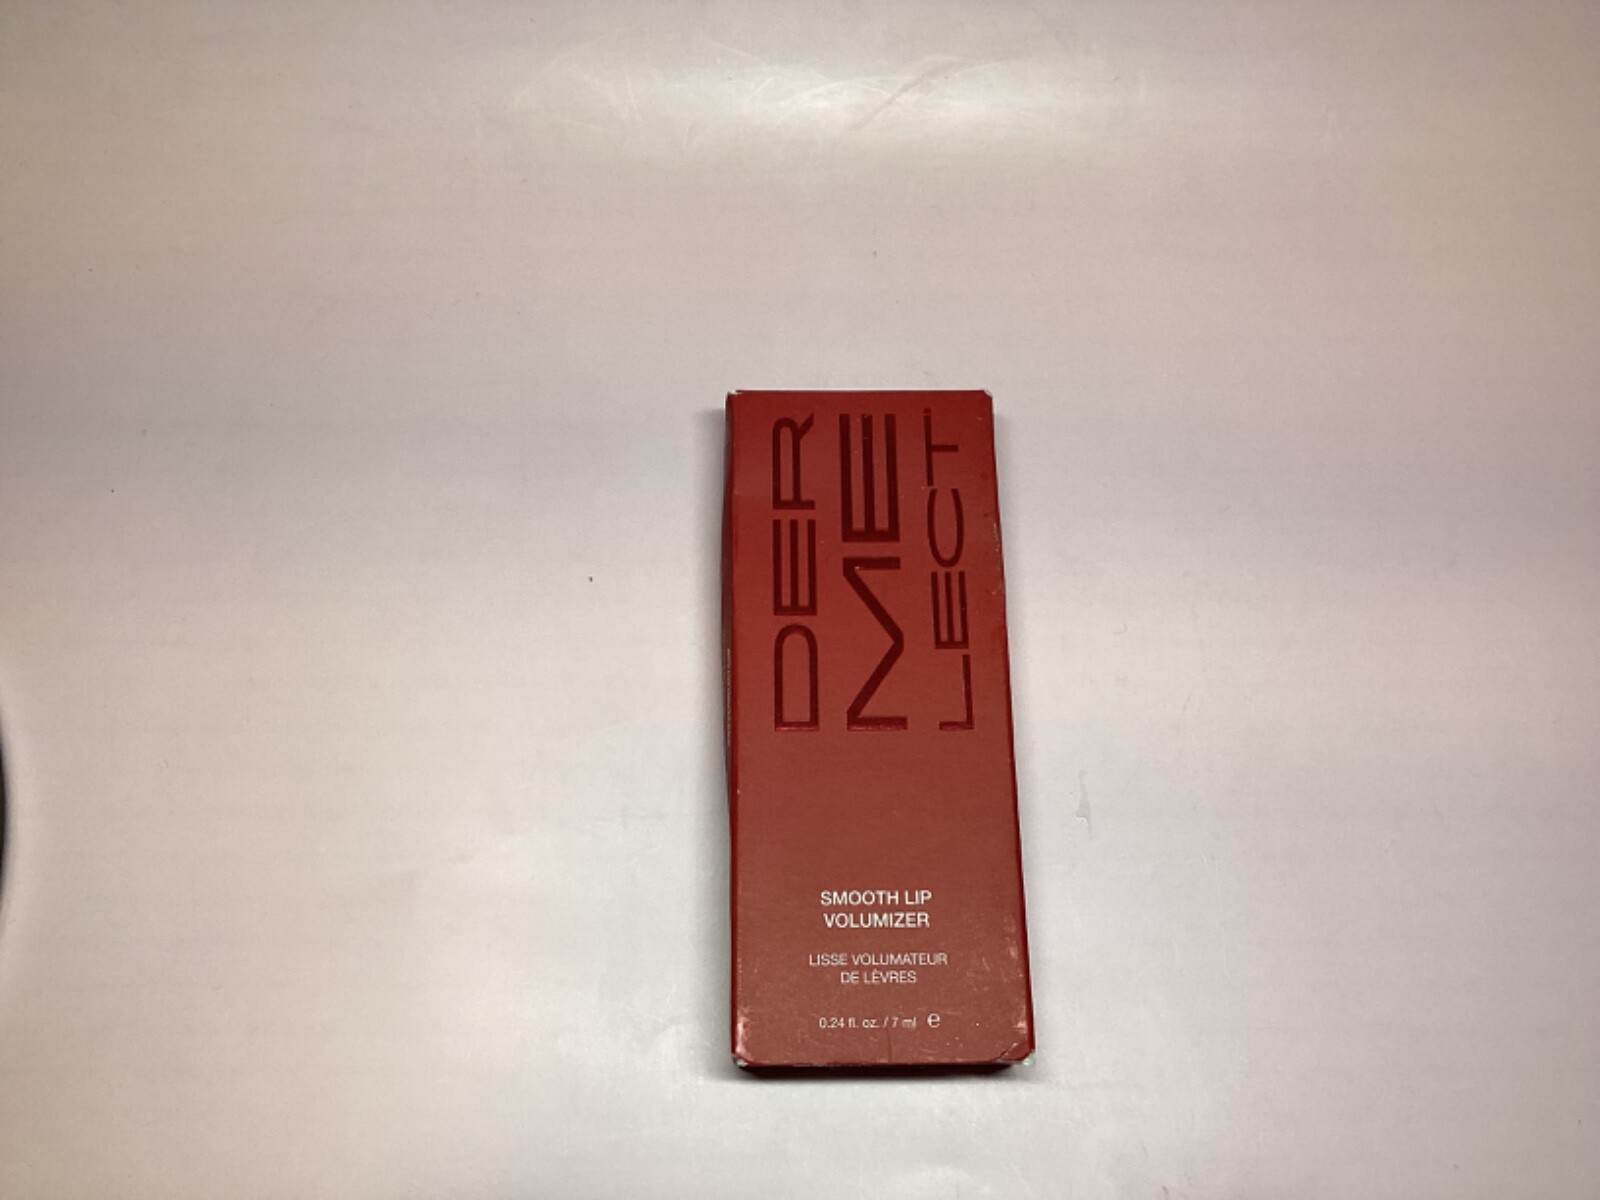 DER
ME
LECT
SMOOTH LIP
VOLUMIZER
LISSE VOLUMATEUR
DE LÈVRES
0.24 fl. oz. / 7 ml ℮